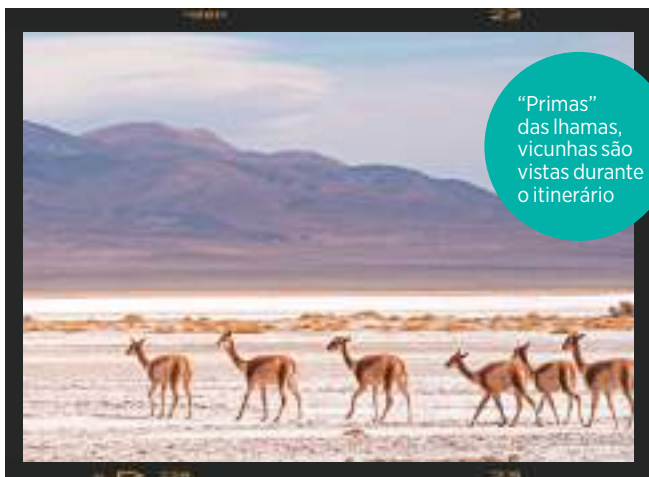 “Primas”
das lhamas,
vicunhas são
vistas durante
o itinerário